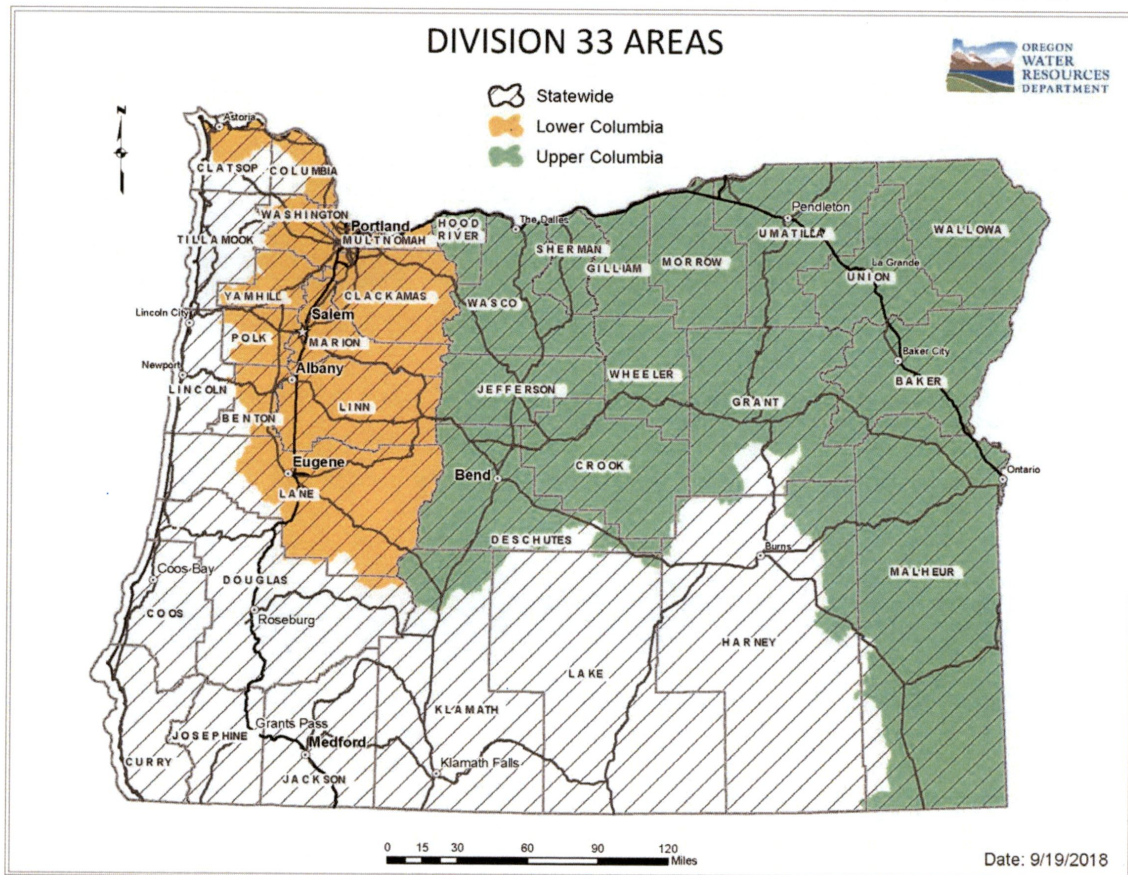 DIVISION 33 AREAS
OREGON
WATER
RESOURCES
DEPARTMENT
Statewide
Lower Columbia
Upper Columbia
N
Astoria
CLATSOP
COLUMBIA
WASHINGTON
Portland
MULTNOMAH
HOOD
RIVER
The Dalles
Pendleton
UMATILLA
WALLOWA
TILLAMOOK
SHERMAN
GILLIAM
MORROW
La Grande
UNION
YAMHILL
CLACKAMAS
WASCO
Lincoln City
Salem
POLK
MARION
Baker City
Newport
Albany
LINCOLN
JEFFERSON
WHEELER
BAKER
BENTON
LINN
GRANT
Eugene
LANE
Bend
CROOK
Ontario
DESCHUTES
Burns
MALHEUR
Coos Bay
DOUGLAS
COOS
Roseburg
HARNEY
LAKE
KLAMATH
Grants Pass
JOSEPHINE
Medford
CURRY
JACKSON
Klamath Falls
0 15 30 60 90 120
Miles
Date: 9/19/2018